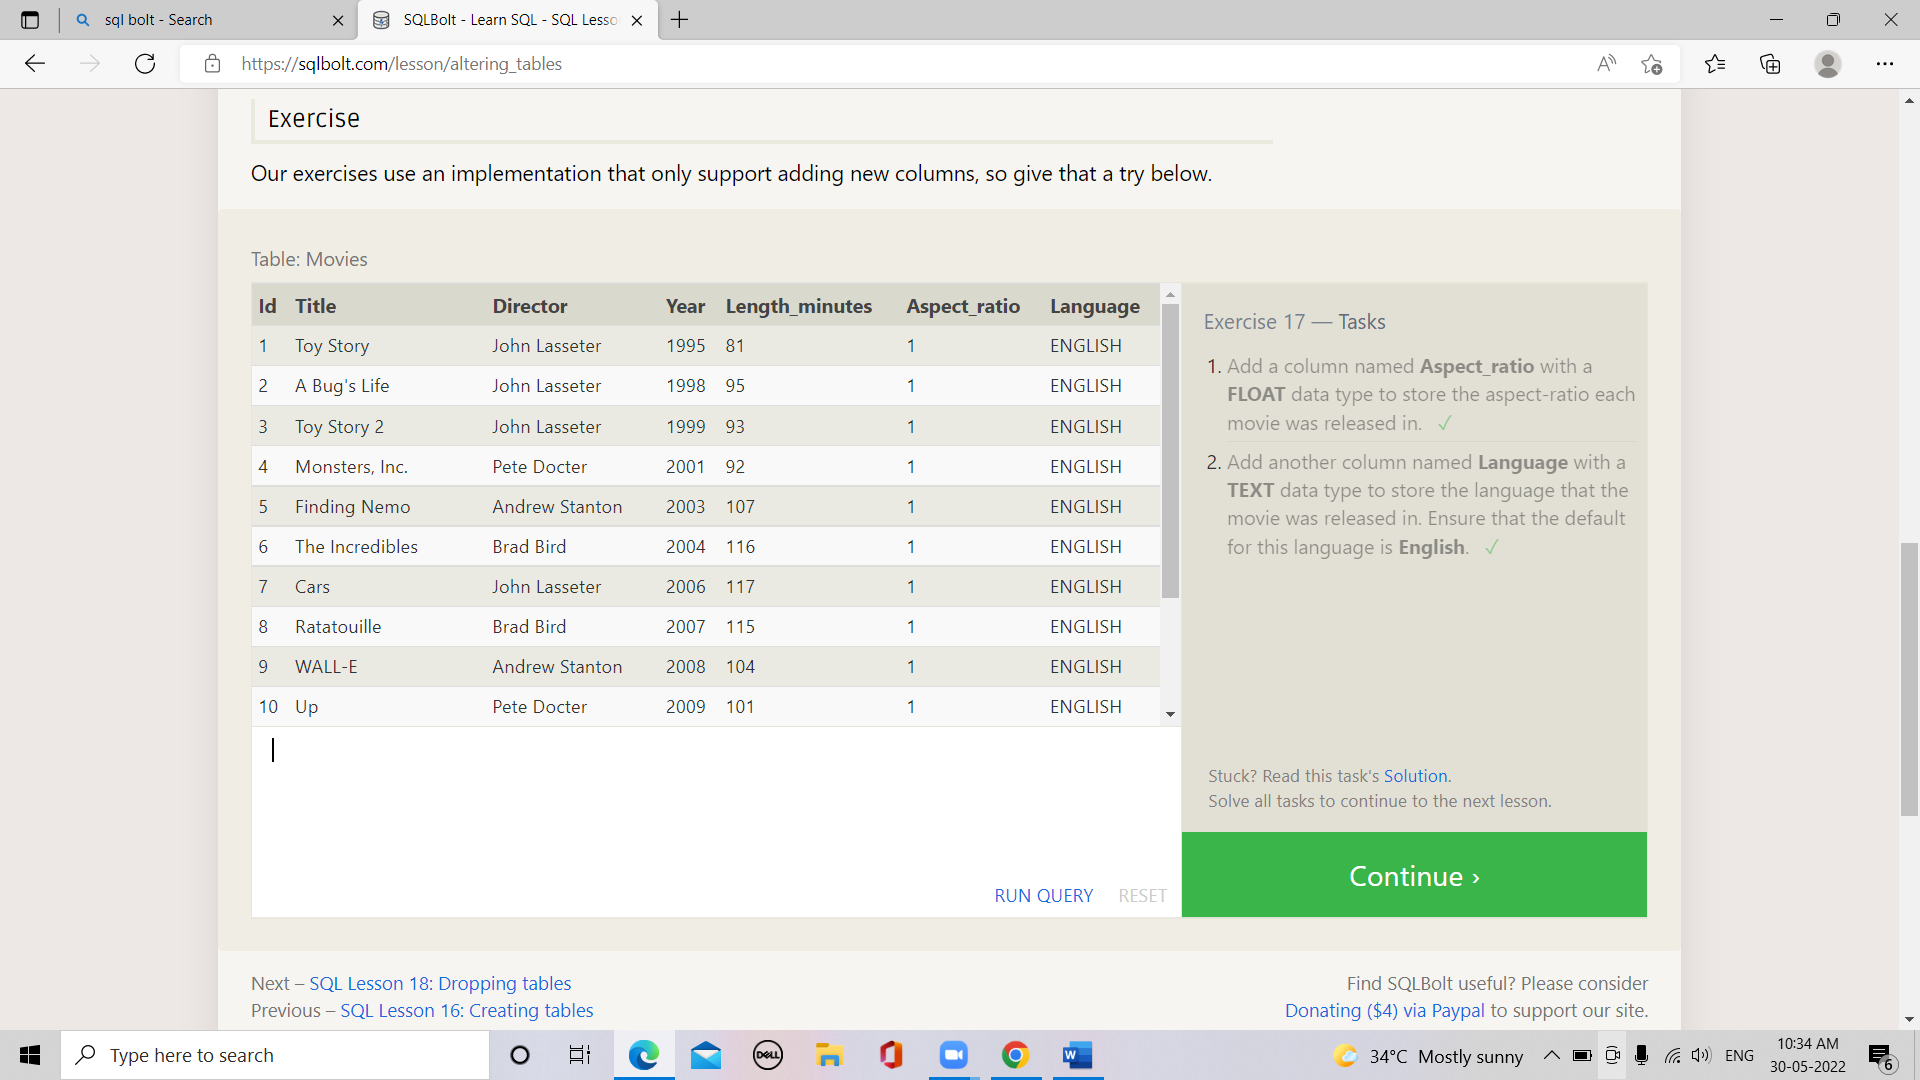 sql bolt - Search
SQLBolt - Learn SQL - SQL Lesso
https://sqlbolt.com/lesson/altering_tables
Exercise
Our exercises use an implementation that only support adding new columns, so give that a try below.
Table: Movies
Id Title Director Year Length_minutes Aspect_ratio Language
1 Toy Story John Lasseter 1995 81 1 ENGLISH
2 A Bug's Life John Lasseter 1998 95 1 ENGLISH
3 Toy Story 2 John Lasseter 1999 93 1 ENGLISH
4 Monsters, Inc. Pete Docter 2001 92 1 ENGLISH
5 Finding Nemo Andrew Stanton 2003 107 1 ENGLISH
6 The Incredibles Brad Bird 2004 116 1 ENGLISH
7 Cars John Lasseter 2006 117 1 ENGLISH
8 Ratatouille Brad Bird 2007 115 1 ENGLISH
9 WALL-E Andrew Stanton 2008 104 1 ENGLISH
10 Up Pete Docter 2009 101 1 ENGLISH
RUN QUERY RESET
Exercise 17 — Tasks
1. Add a column named Aspect_ratio with a
FLOAT data type to store the aspect-ratio each
movie was released in. ✓
2. Add another column named Language with a
TEXT data type to store the language that the
movie was released in. Ensure that the default
for this language is English. ✓
Stuck? Read this task's Solution.
Solve all tasks to continue to the next lesson.
Continue ›
Next – SQL Lesson 18: Dropping tables
Previous – SQL Lesson 16: Creating tables
Find SQLBolt useful? Please consider
Donating ($4) via Paypal to support our site.
Type here to search
DELL
W
34°C Mostly sunny
ENG
10:34 AM
30-05-2022
6